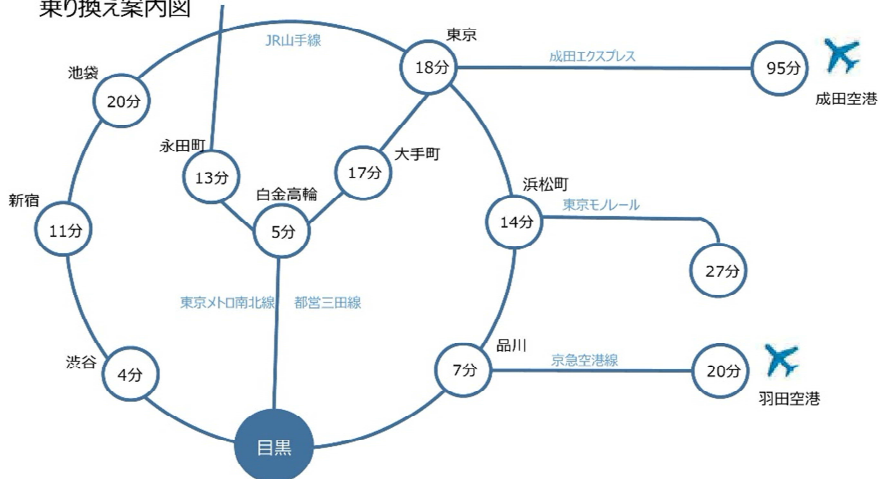 乗り換え案内図
JR山手線
東京
18分
成田エクスプレス
95分
成田空港
池袋
20分
永田町
13分
大手町
17分
白金高輪
5分
浜松町
14分
東京モノレール
27分
新宿
11分
東京メトロ南北線
都営三田線
渋谷
4分
品川
7分
京急空港線
20分
羽田空港
目黒